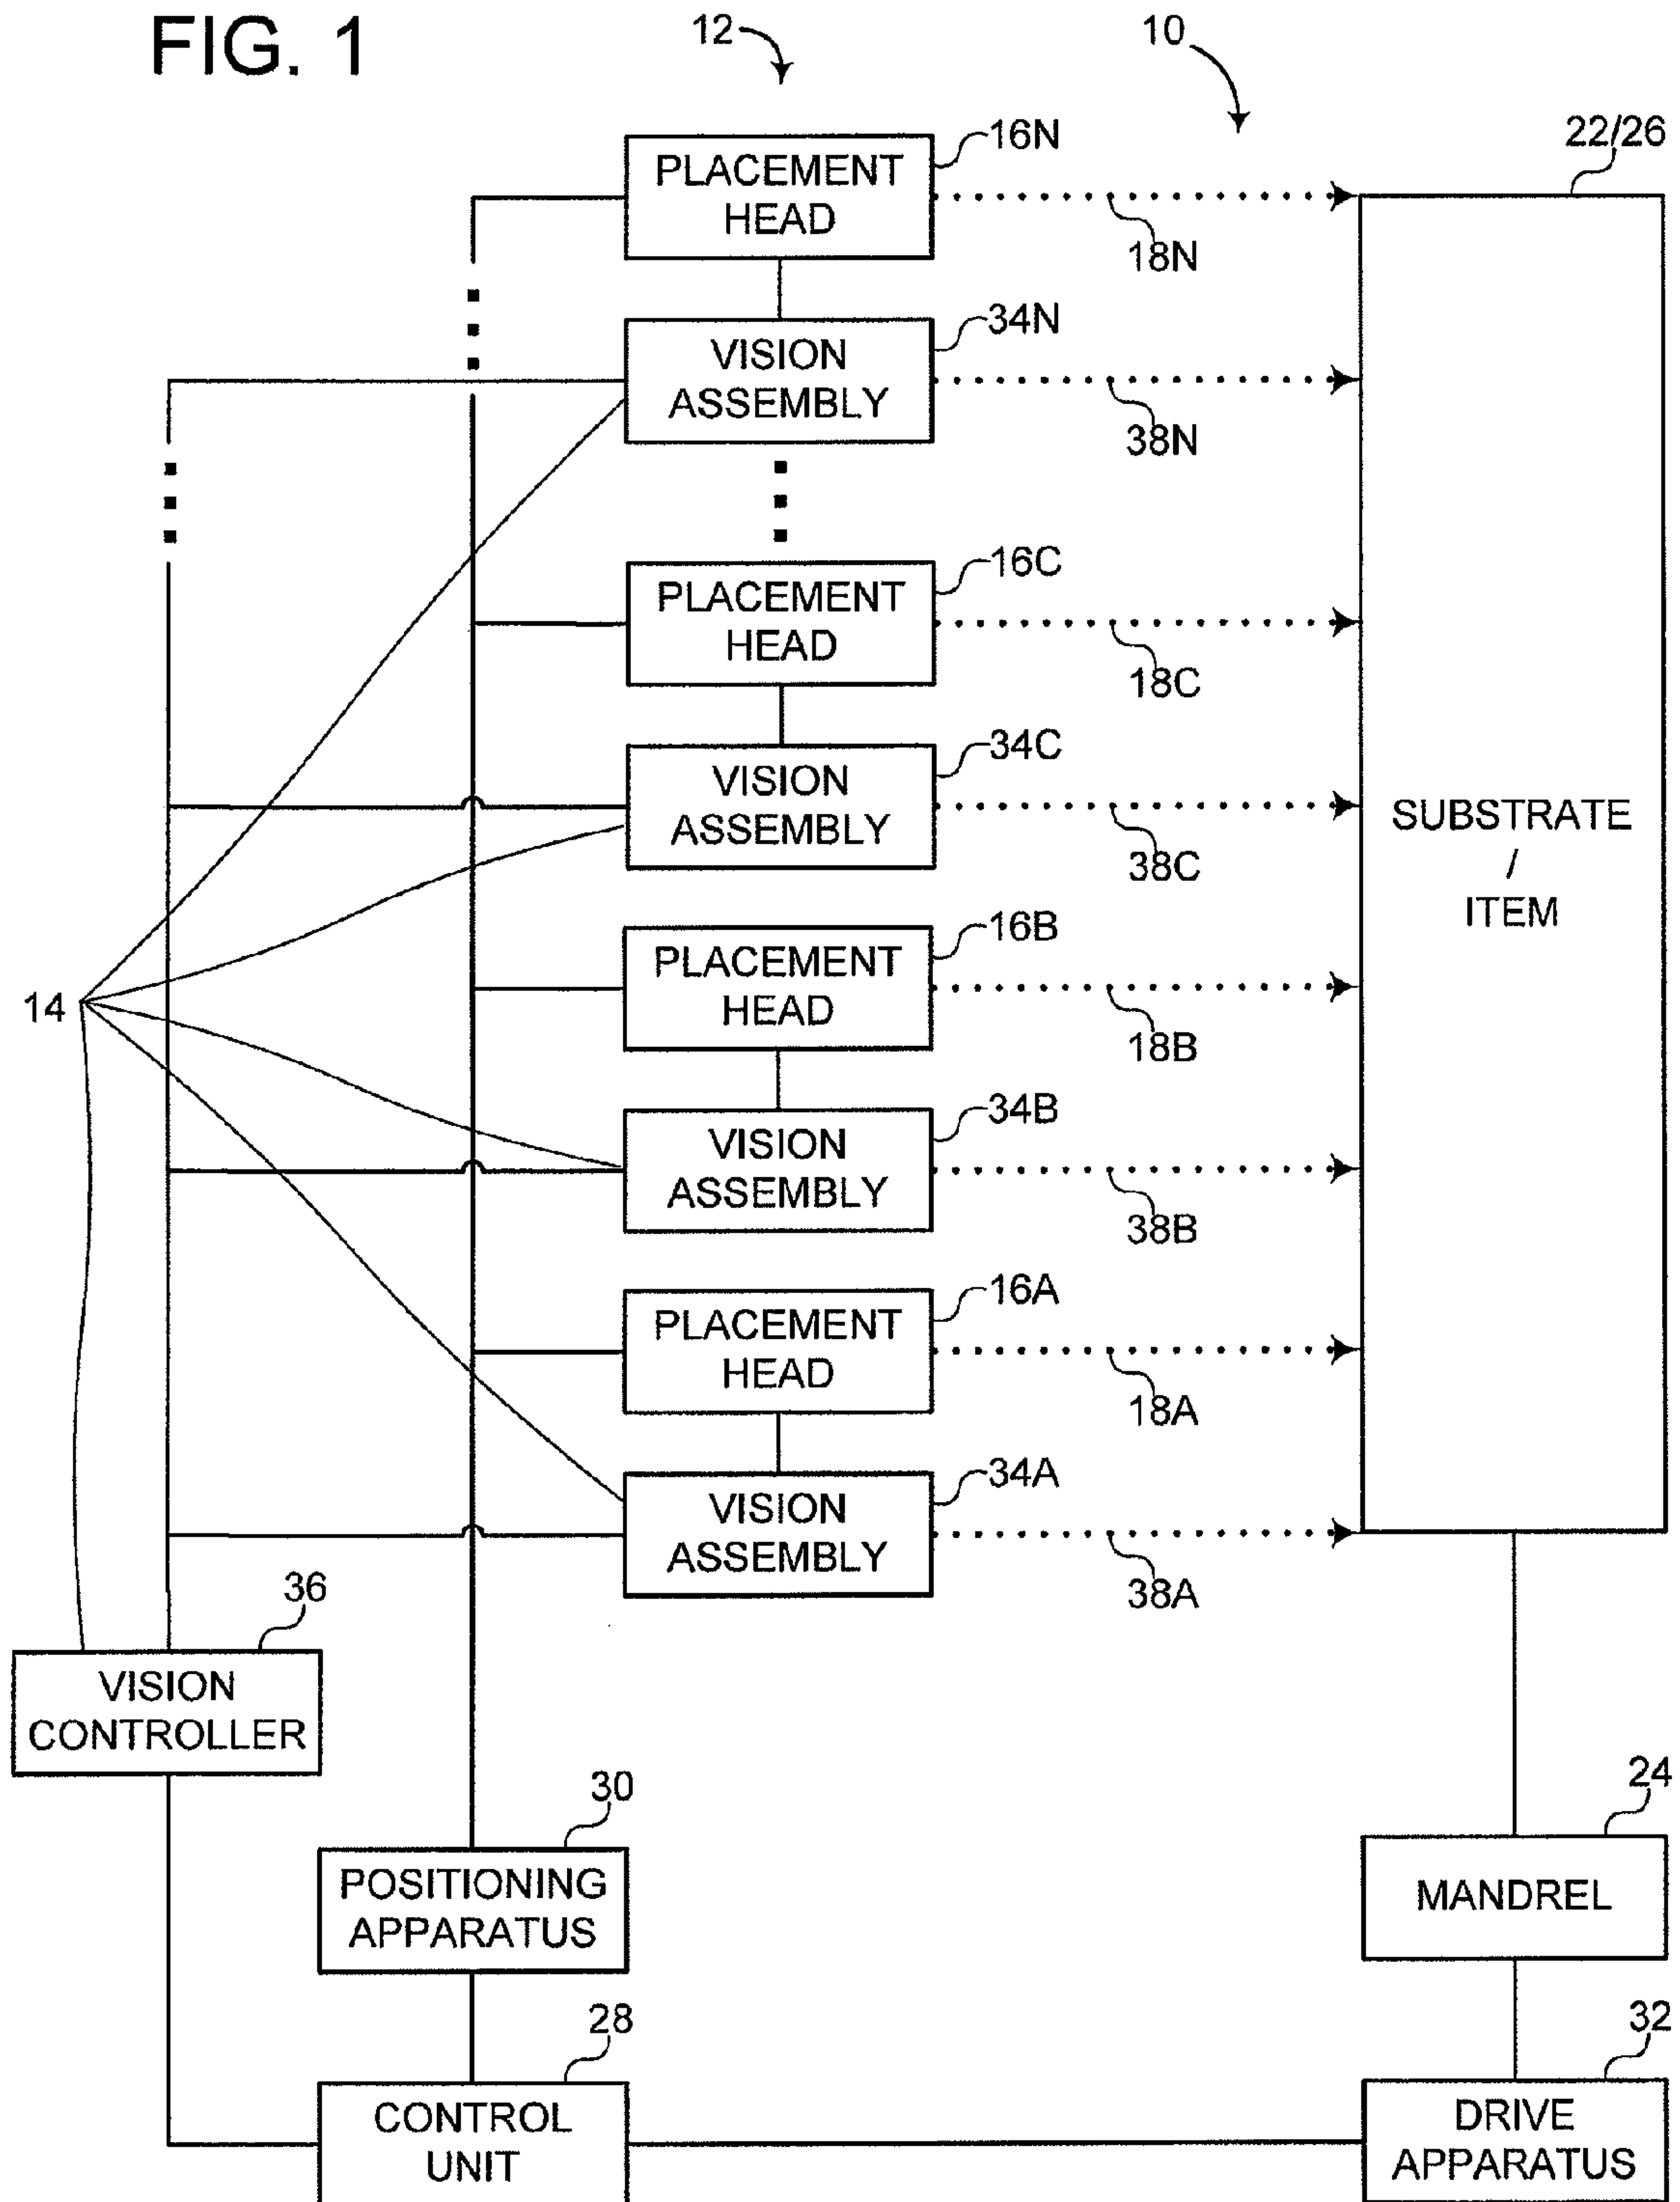 FIG. 1
12
10
16N
22/26
PLACEMENT
HEAD
18N
34N
VISION
ASSEMBLY
38N
16C
PLACEMENT
HEAD
18C
34C
VISION
ASSEMBLY
38C
SUBSTRATE
/
ITEM
16B
PLACEMENT
HEAD
14
18B
34B
VISION
ASSEMBLY
38B
16A
PLACEMENT
HEAD
18A
34A
VISION
ASSEMBLY
38A
36
VISION
CONTROLLER
30
POSITIONING
APPARATUS
24
MANDREL
28
CONTROL
UNIT
32
DRIVE
APPARATUS